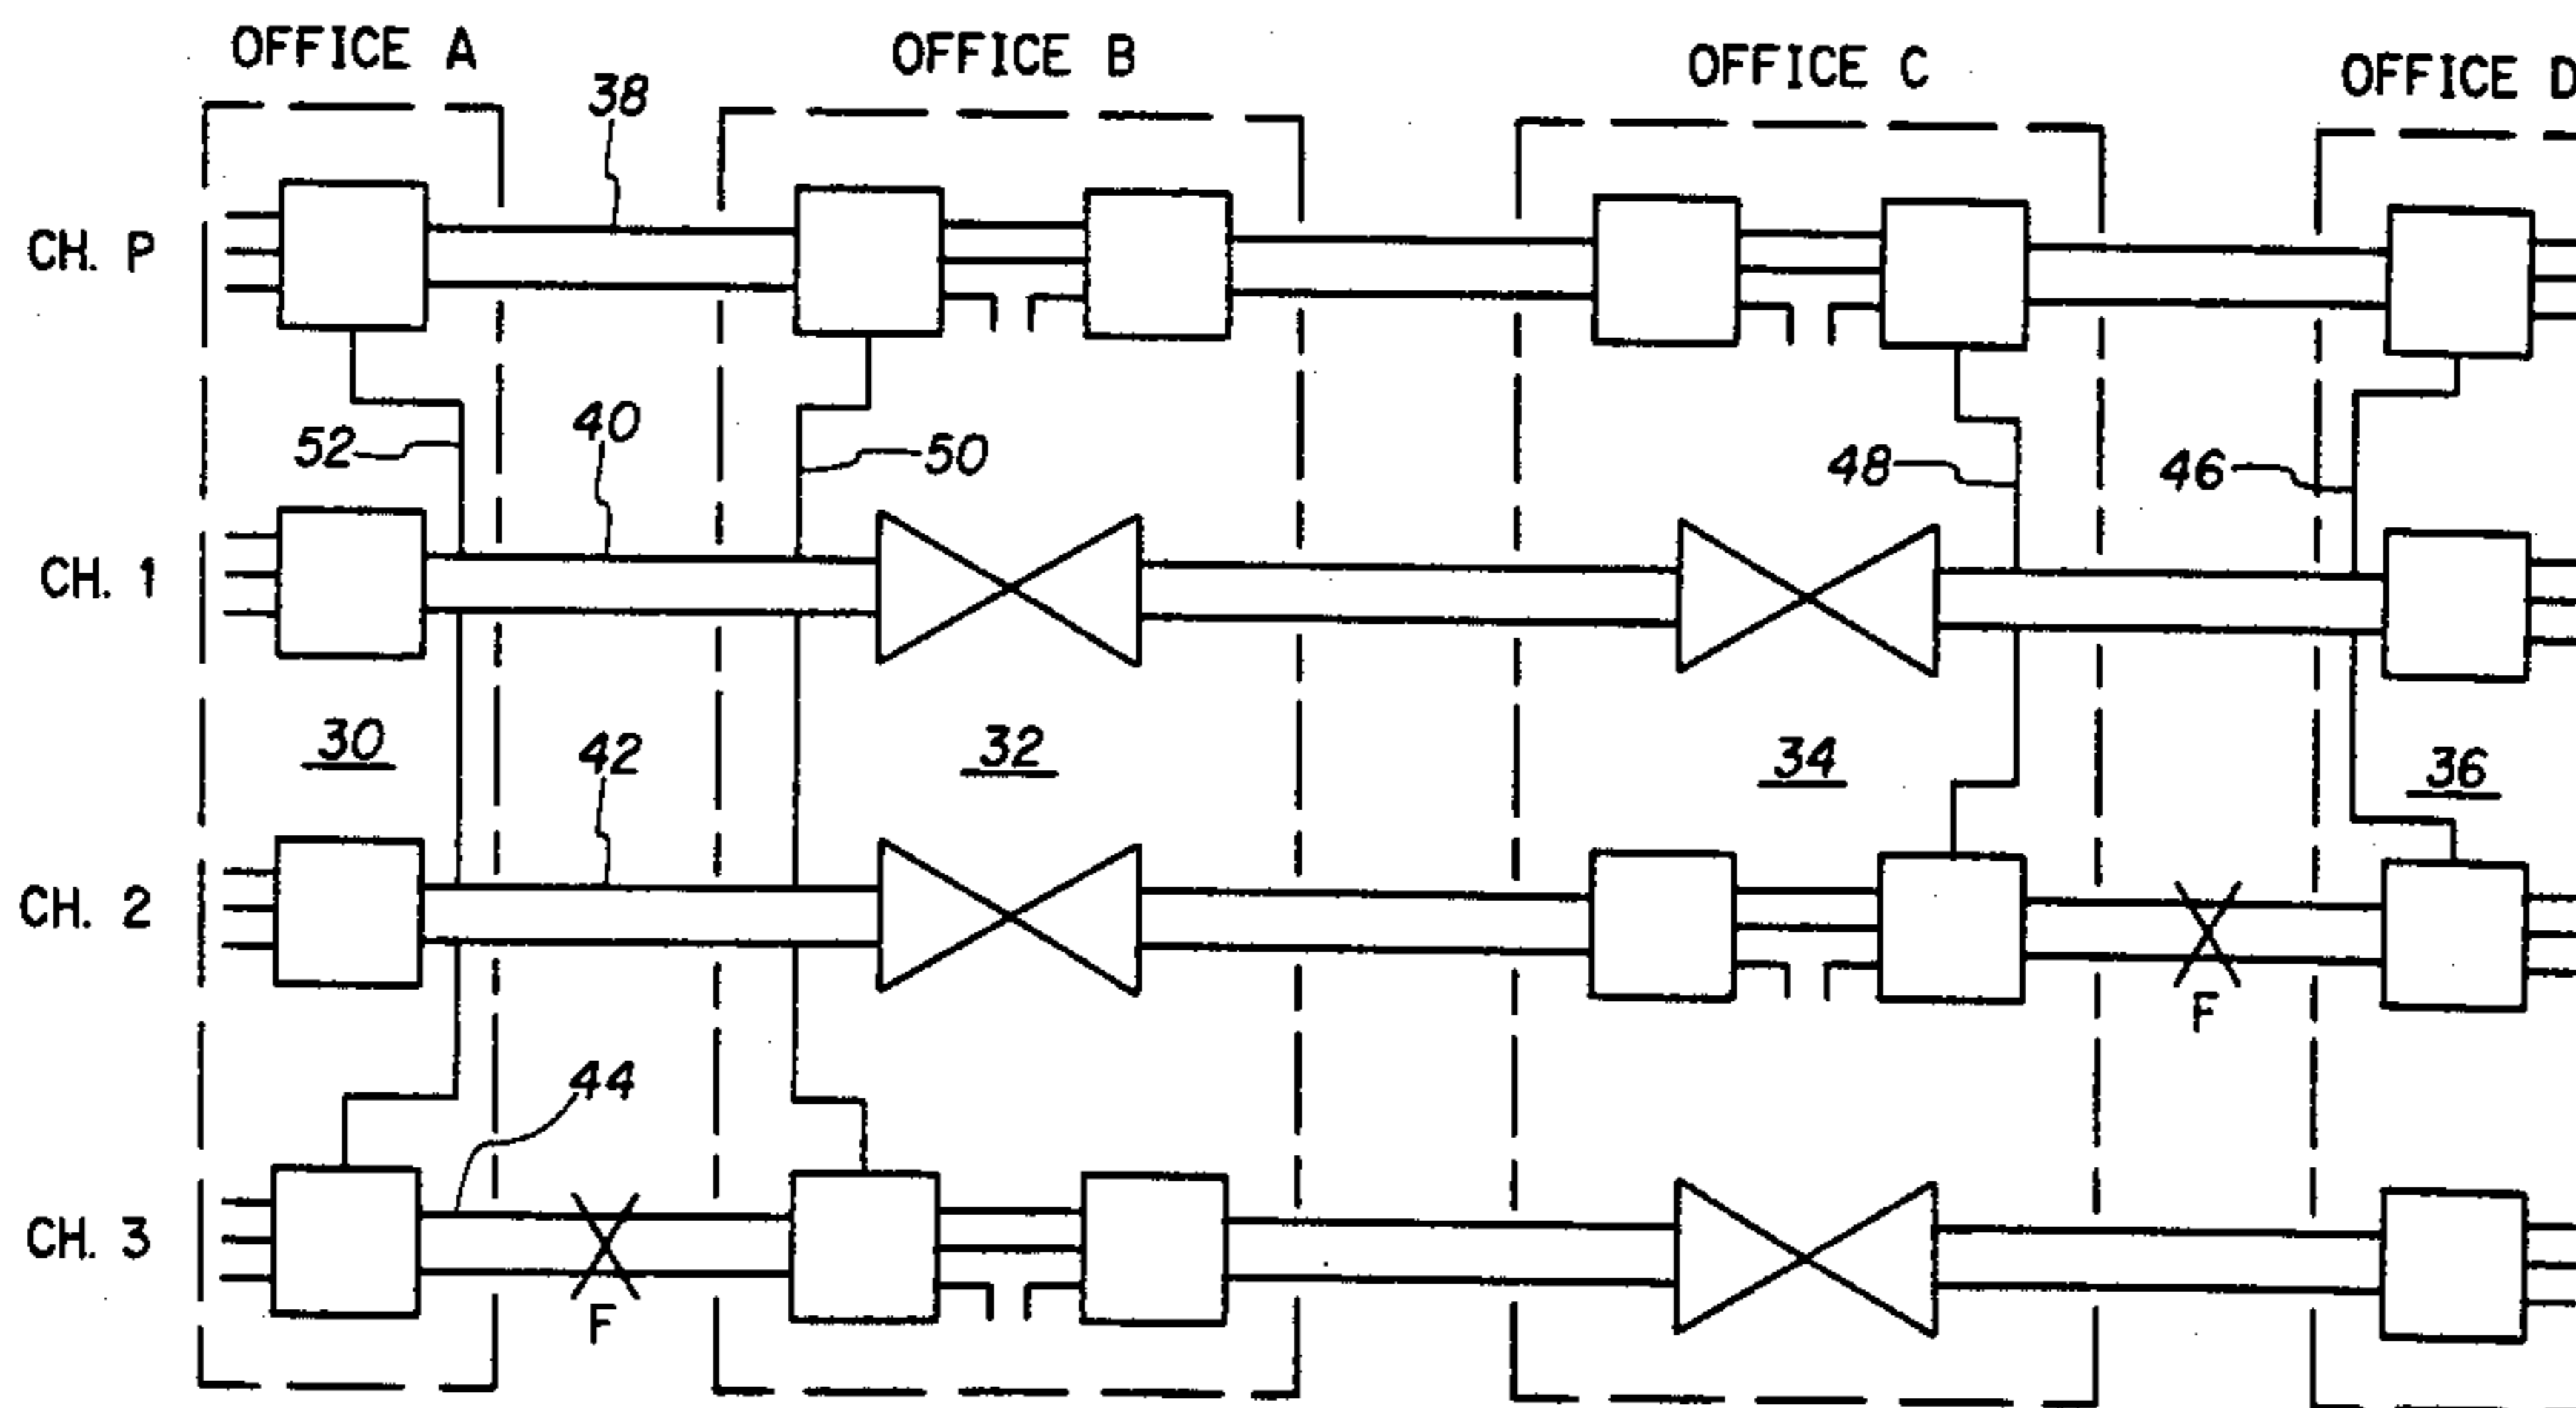 OFFICE A
OFFICE B
OFFICE C
OFFICE D
38
CH. P
52
40
50
48
46
CH. 1
30
42
32
34
36
CH. 2
F
44
CH. 3
F